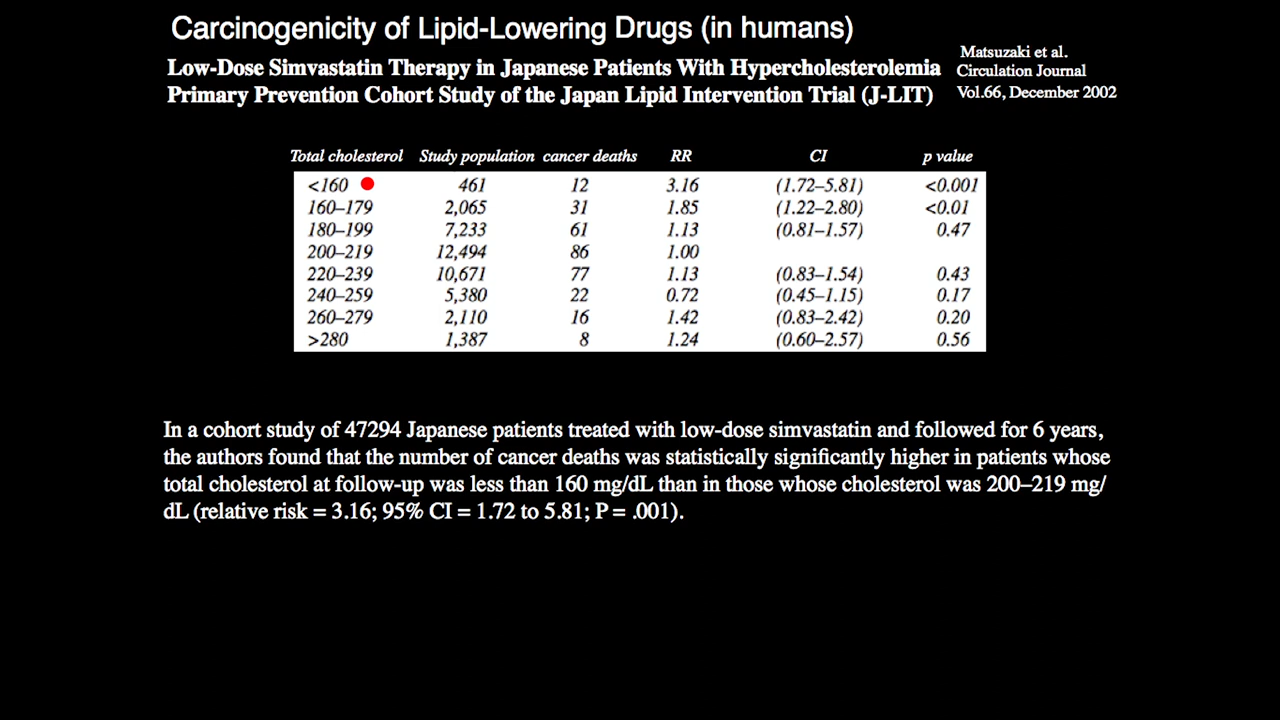 Carcinogenicity of Lipid-Lowering Drugs (in humans)
Low-Dose Simvastatin Therapy in Japanese Patients With Hypercholesterolemia
Primary Prevention Cohort Study of the Japan Lipid Intervention Trial (J-LIT)
Matsuzaki et al.
Circulation Journal
Vol.66, December 2002
Total cholesterol Study population cancer deaths RR CI p value
<160 461 12 3.16 (1.72–5.81) <0.001
160–179 2,065 31 1.85 (1.22–2.80) <0.01
180–199 7,233 61 1.13 (0.81–1.57) 0.47
200–219 12,494 86 1.00
220–239 10,671 77 1.13 (0.83–1.54) 0.43
240–259 5,380 22 0.72 (0.45–1.15) 0.17
260–279 2,110 16 1.42 (0.83–2.42) 0.20
>280 1,387 8 1.24 (0.60–2.57) 0.56
In a cohort study of 47294 Japanese patients treated with low-dose simvastatin and followed for 6 years,
the authors found that the number of cancer deaths was statistically significantly higher in patients whose
total cholesterol at follow-up was less than 160 mg/dL than in those whose cholesterol was 200–219 mg/
dL (relative risk = 3.16; 95% CI = 1.72 to 5.81; P = .001).